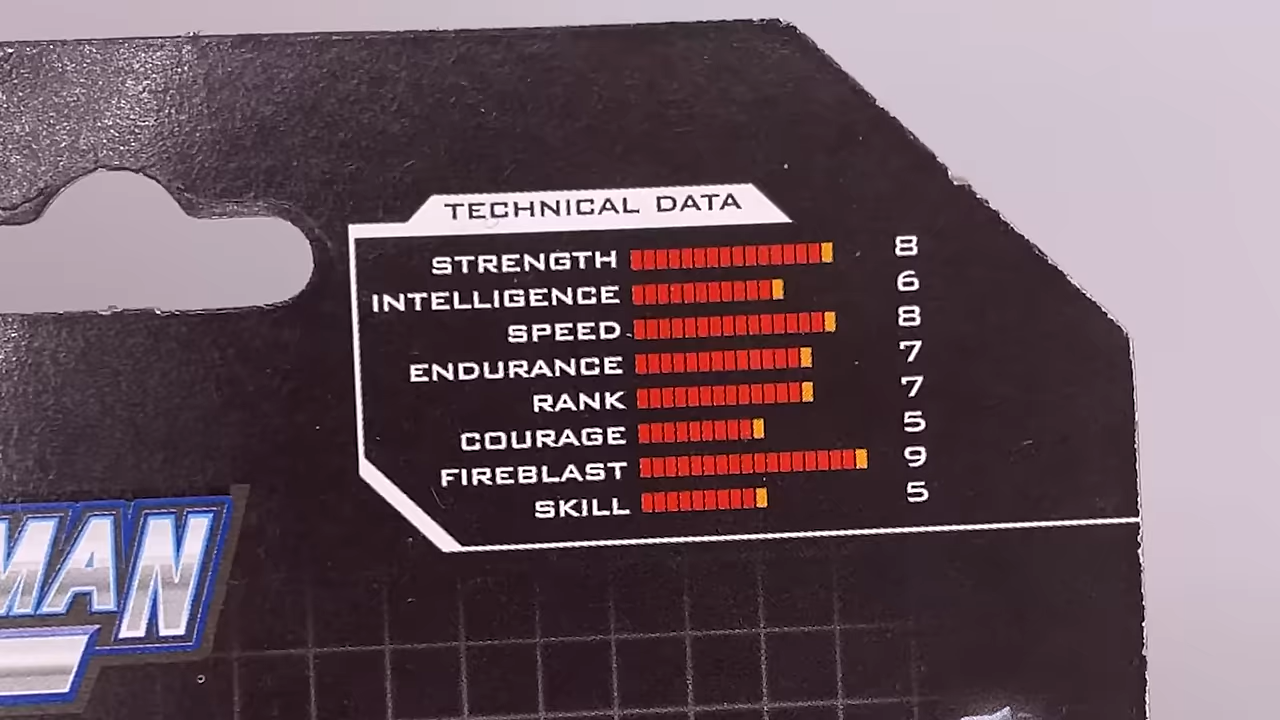 TECHNICAL DATA
STRENGTH 8
INTELLIGENCE 6
SPEED 8
ENDURANCE 7
RANK 7
COURAGE 5
FIREBLAST 9
SKILL 5
MAN